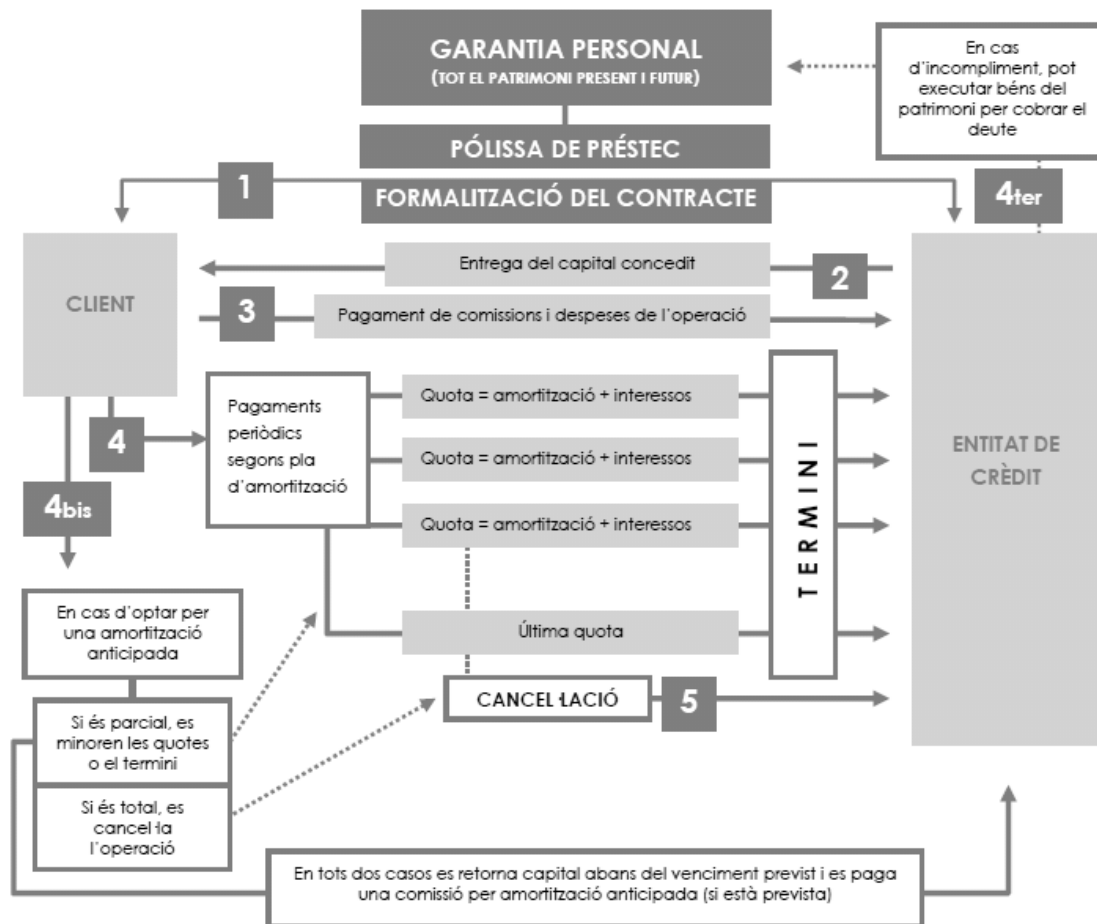 GARANTIA PERSONAL
(TOT EL PATRIMONI PRESENT I FUTUR)
En cas
d'incompliment, pot
executar béns del
patrimoni per cobrar el
deute
PÓLISSA DE PRÉSTEC
1
FORMALITZACIÓ DEL CONTRACTE
4ter
Entrega del capital concedit
2
CLIENT
3
Pagament de comissions i despeses de l'operació
Pagaments
periòdics
segons pla
d'amortització
4
Quota = amortització + interessos
Quota = amortització + interessos
Quota = amortització + interessos
TERMINI
ENTITAT DE
CRÈDIT
4bis
En cas d'optar per
una amortització
anticipada
Última quota
CANCEL·LACIÓ
5
Si és parcial, es
minoren les quotes
o el termini
Si és total, es
cancel·la
l'operació
En tots dos casos es retorna capital abans del venciment previst i es paga
una comissió per amortització anticipada (si està prevista)